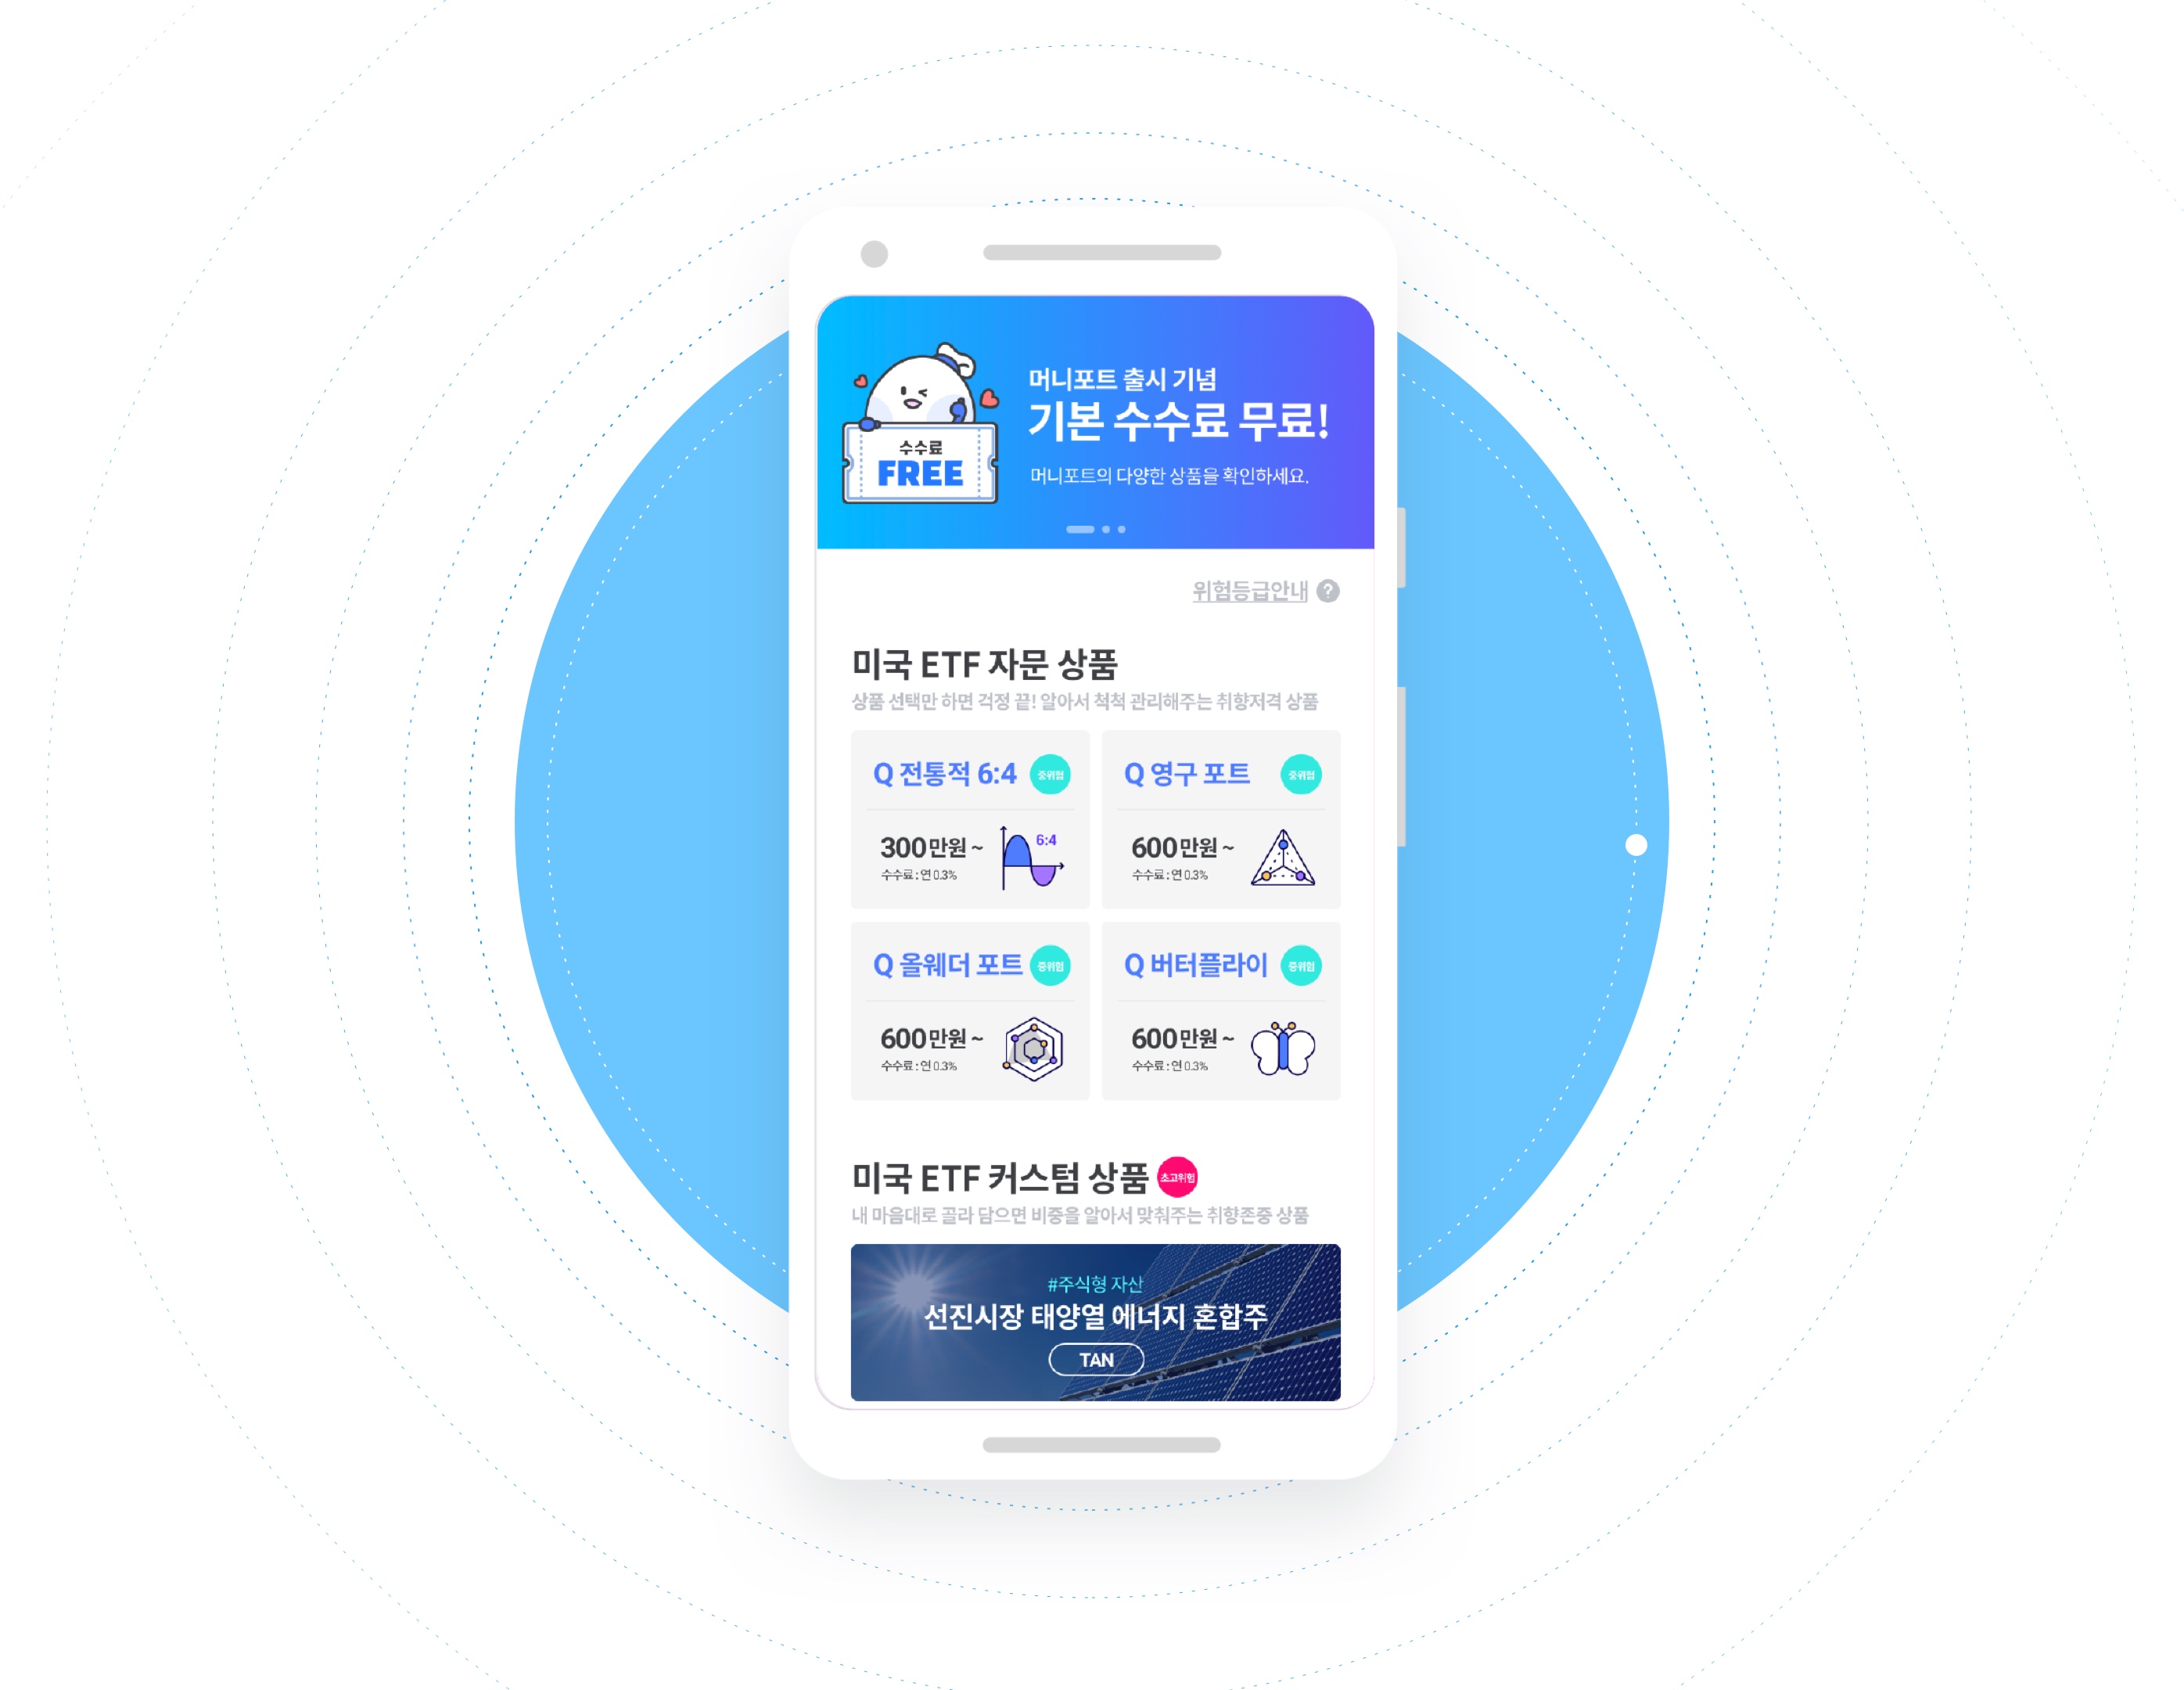 머니포트 출시 기념
기본 수수료 무료!
수수료
FREE
머니포트의 다양한 상품을 확인하세요.
위험등급안내 ?
미국 ETF 자문 상품
상품 선택만 하면 걱정 끝! 알아서 척척 관리해주는 취향저격 상품
Q 전통적 6:4 중위험
300만원 ~
6:4
수수료 : 연 0.3%
Q 영구 포트 중위험
600만원 ~
수수료 : 연 0.3%
Q 올웨더 포트 중위험
600만원 ~
수수료 : 연 0.3%
Q 버터플라이 중위험
600만원 ~
수수료 : 연 0.3%
미국 ETF 커스텀 상품 초고위험
내 마음대로 골라 담으면 비중을 알아서 맞춰주는 취향존중 상품
#주식형 자산
선진시장 태양열 에너지 혼합주
TAN